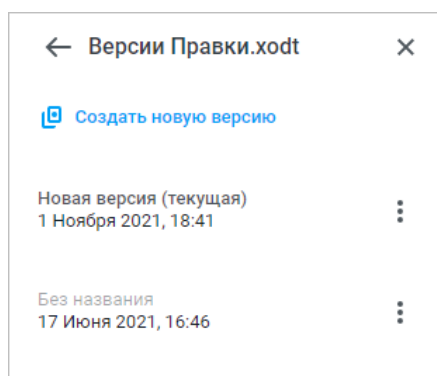 Версии Правки.xodt
Создать новую версию
Новая версия (текущая)
1 Ноября 2021, 18:41
Без названия
17 Июня 2021, 16:46